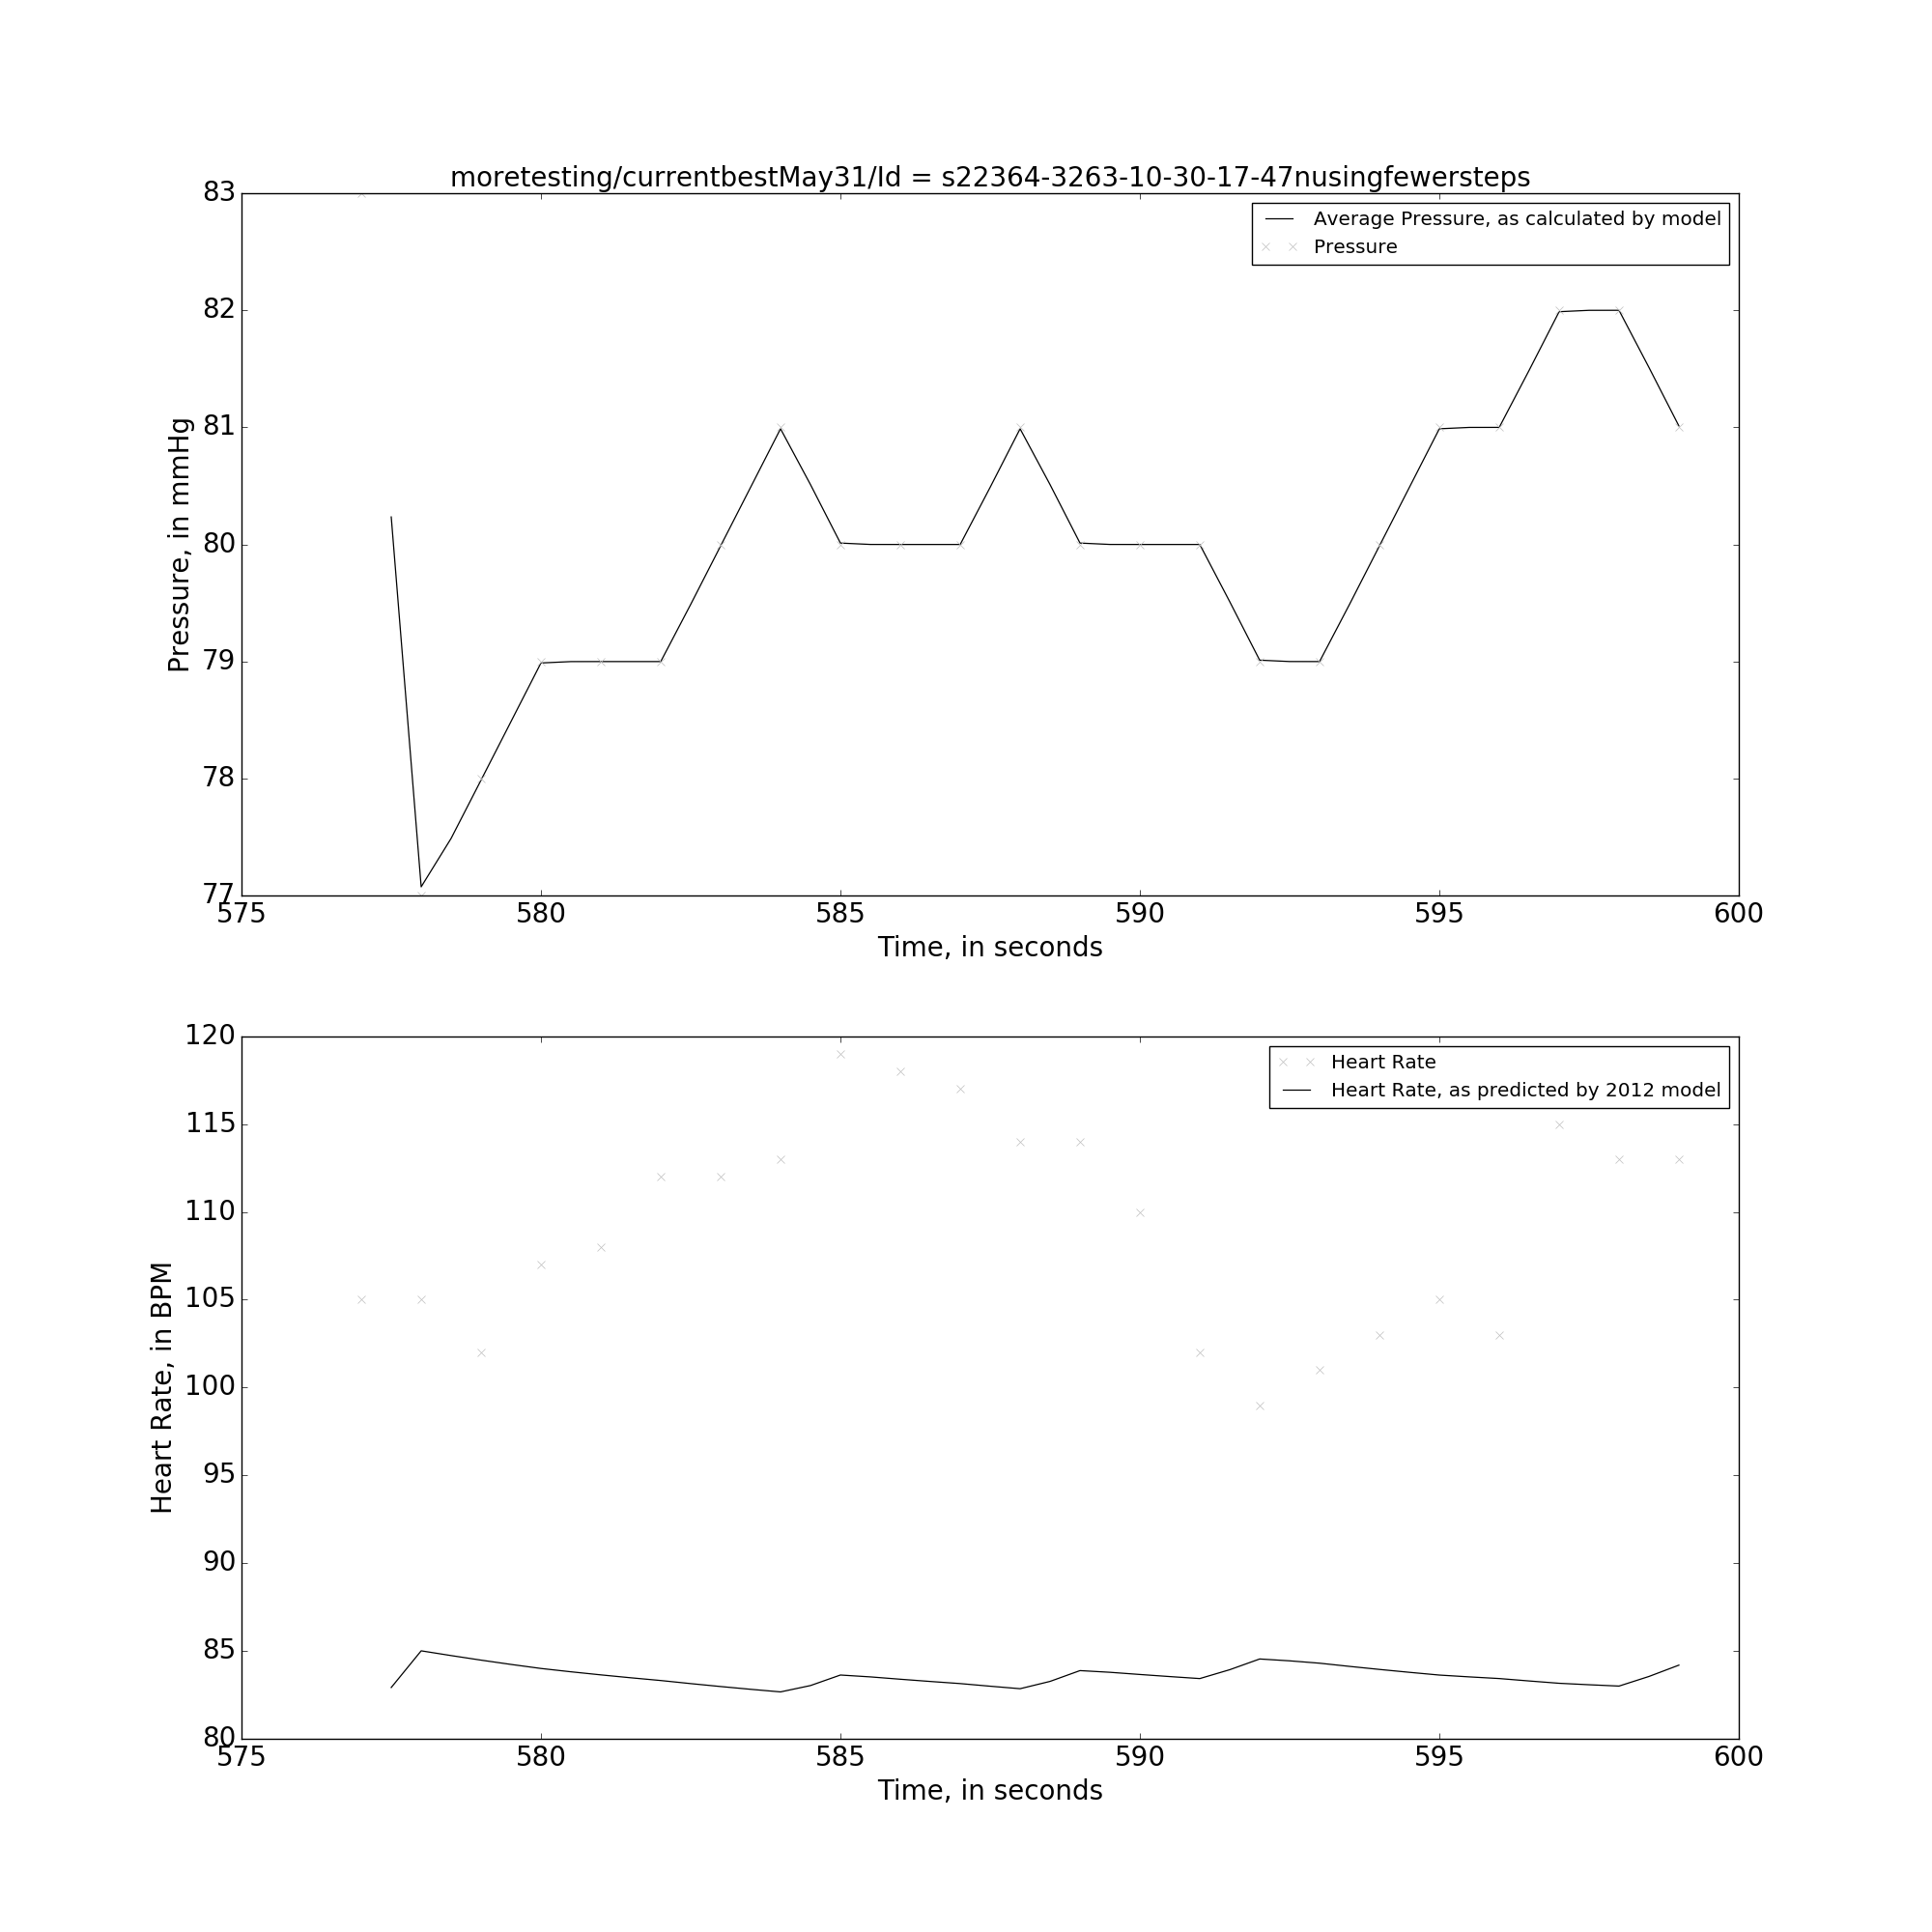 moretesting/currentbestMay31/Id = s22364-3263-10-30-17-47nusingfewersteps
83
82
81
80
79
78
77
Pressure, in mmHg
Average Pressure, as calculated by model
Pressure
575 580 585 590 595 600
Time, in seconds
120
115
110
105
100
95
90
85
80
Heart Rate, in BPM
Heart Rate
Heart Rate, as predicted by 2012 model
575 580 585 590 595 600
Time, in seconds